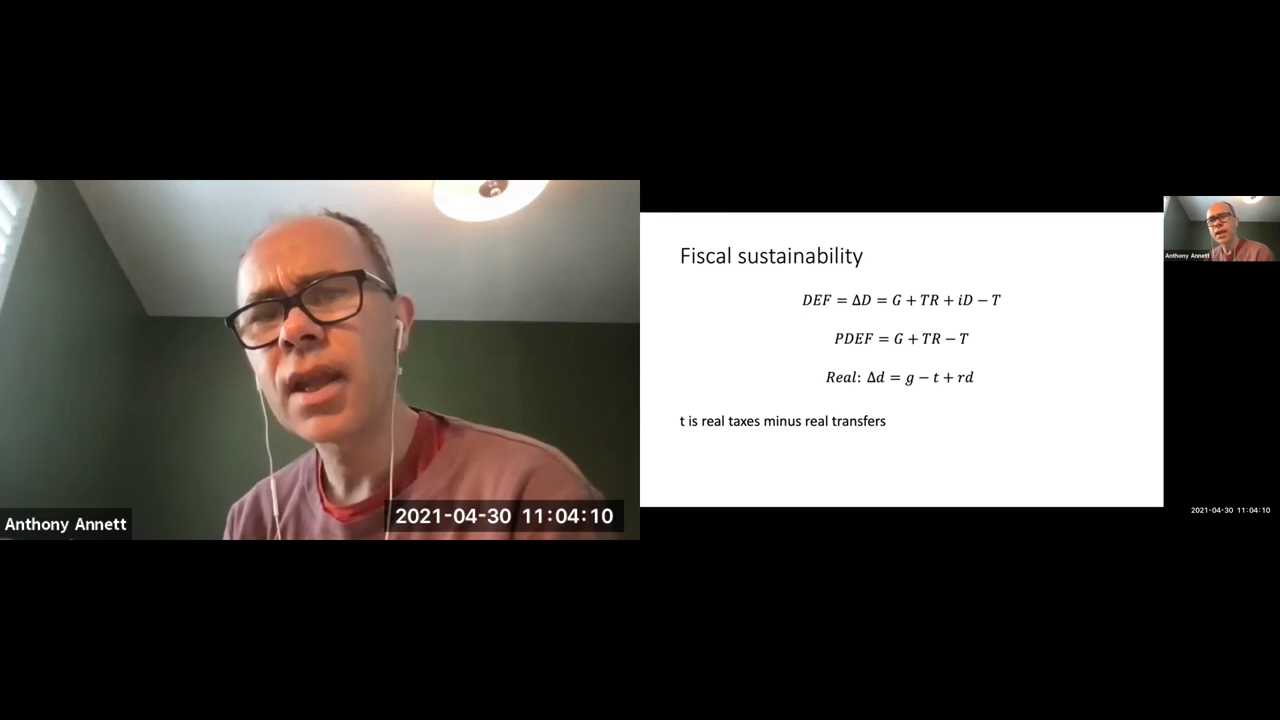 Anthony Annett
2021-04-30 11:04:10
Fiscal sustainability
DEF = ΔD = G + TR + iD − T
PDEF = G + TR − T
Real: Δd = g − t + rd
t is real taxes minus real transfers
Anthony Annett
2021-04-30 11:04:10